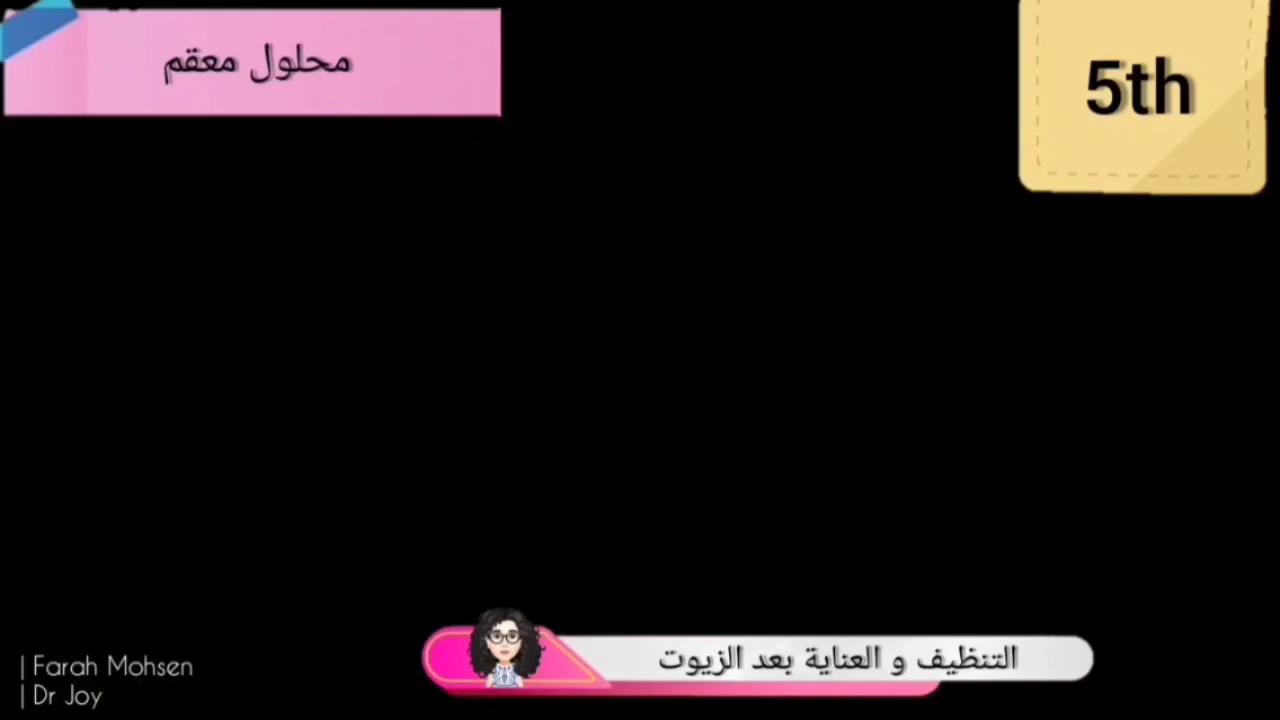 محلول معقم
5th
التنظيف و العناية بعد الزيوت
| Farah Mohsen
| Dr Joy